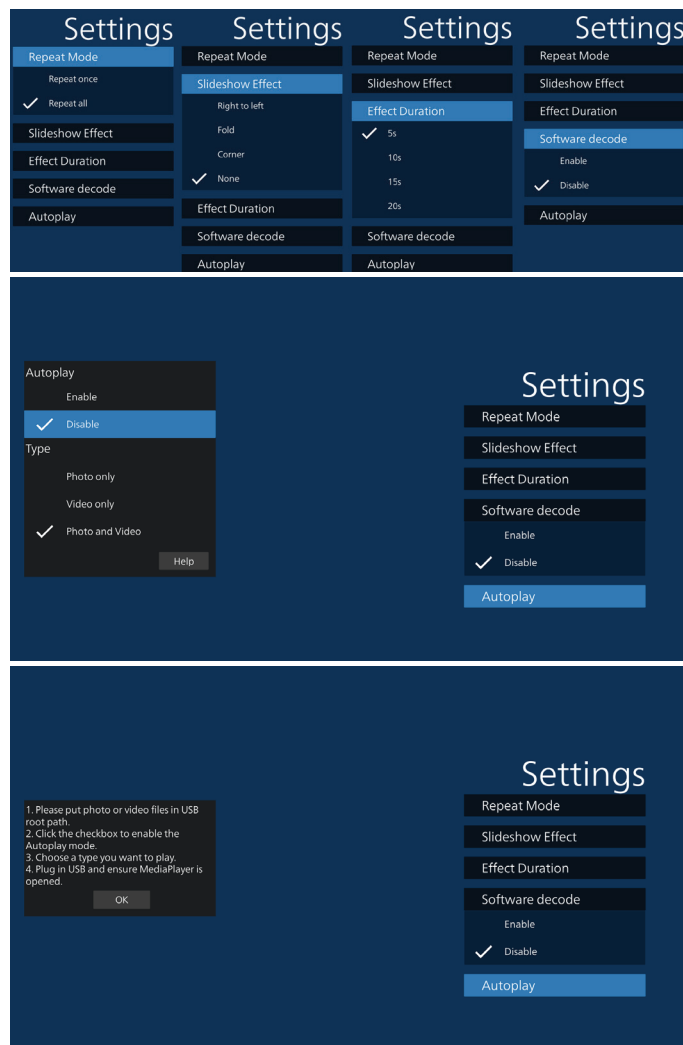 Settings
Repeat Mode
Repeat once
Repeat all
Slideshow Effect
Effect Duration
Software decode
Autoplay
Settings
Repeat Mode
Slideshow Effect
Right to left
Fold
Corner
None
Effect Duration
Software decode
Autoplay
Settings
Repeat Mode
Slideshow Effect
Effect Duration
5s
10s
15s
20s
Software decode
Autoplay
Settings
Repeat Mode
Slideshow Effect
Effect Duration
Software decode
Enable
Disable
Autoplay
Autoplay
Enable
Disable
Type
Photo only
Video only
Photo and Video
Help
Settings
Repeat Mode
Slideshow Effect
Effect Duration
Software decode
Enable
Disable
Autoplay
1. Please put photo or video files in USB
root path.
2. Click the checkbox to enable the
Autoplay mode.
3. Choose a type you want to play.
4. Plug in USB and ensure MediaPlayer is
opened.
OK
Settings
Repeat Mode
Slideshow Effect
Effect Duration
Software decode
Enable
Disable
Autoplay